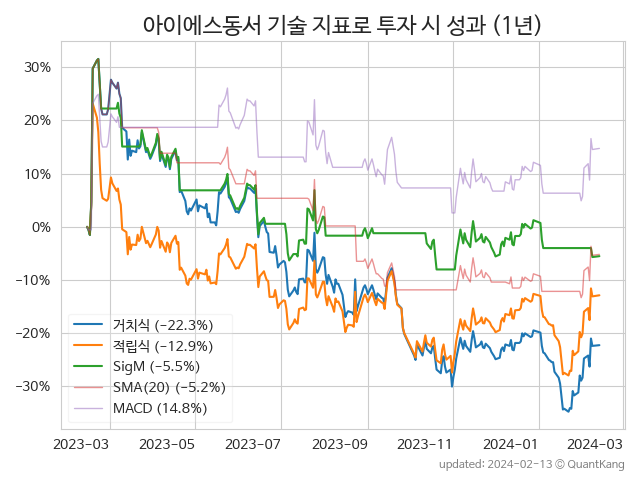 아이에스동서 기술 지표로 투자 시 성과 (1년)
30%
20%
10%
0%
−10%
−20%
−30%
거치식 (−22.3%)
적립식 (−12.9%)
SigM (−5.5%)
SMA(20) (−5.2%)
MACD (14.8%)
2023−03
2023−05
2023−07
2023−09
2023−11
2024−01
2024−03
updated: 2024−02−13 © QuantKang